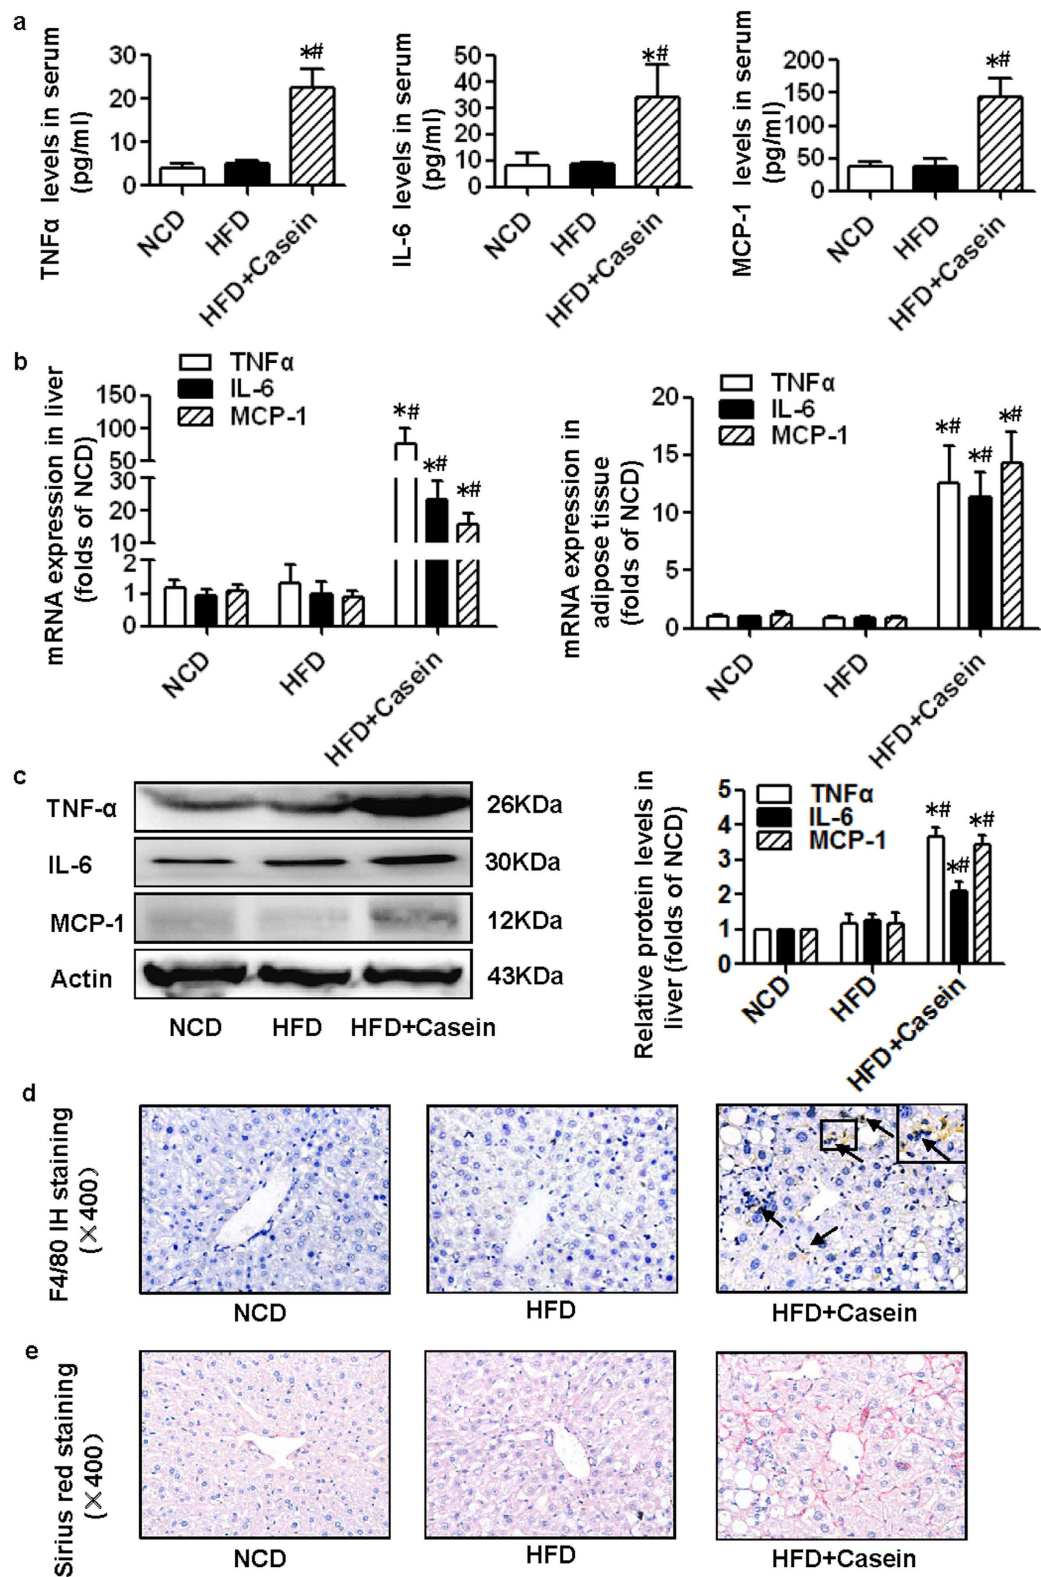 a
TNFα levels in serum
(pg/ml)
30
20
10
0
*#
NCD
HFD
HFD+Casein
IL-6 levels in serum
(pg/ml)
50
40
30
20
10
0
*#
NCD
HFD
HFD+Casein
MCP-1 levels in serum
(pg/ml)
200
150
100
50
0
*#
NCD
HFD
HFD+Casein
b
mRNA expression in liver
(folds of NCD)
TNFα
IL-6
MCP-1
150
100
50
30
20
10
2
1
0
*#
*#
*#
NCD
HFD
HFD+Casein
mRNA expression in
adipose tissue
(folds of NCD)
TNFα
IL-6
MCP-1
20
15
10
5
0
*#
*#
*#
NCD
HFD
HFD+Casein
c
TNF-α 26KDa
IL-6 30KDa
MCP-1 12KDa
Actin 43KDa
NCD HFD HFD+Casein
Relative protein levels in
liver (folds of NCD)
TNFα
IL-6
MCP-1
5
4
3
2
1
0
*#
*#
*#
NCD
HFD
HFD+Casein
d
F4/80 IH staining
(×400)
NCD HFD HFD+Casein
e
Sirius red staining
(×400)
NCD HFD HFD+Casein